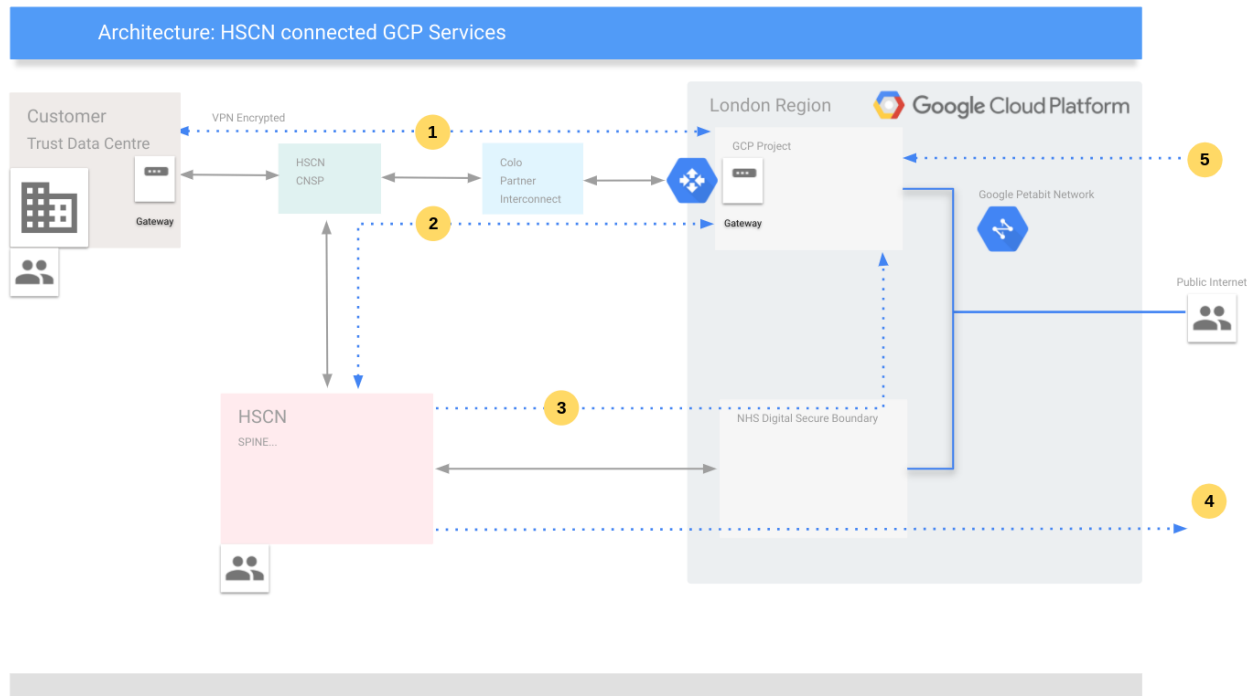 Architecture: HSCN connected GCP Services
Customer
Trust Data Centre
Gateway
VPN Encrypted
1
HSCN
CNSP
Colo
Partner
Interconnect
2
London Region
Google Cloud Platform
GCP Project
Gateway
5
Google Petabit Network
Public Internet
HSCN
SPINE...
3
NHS Digital Secure Boundary
4